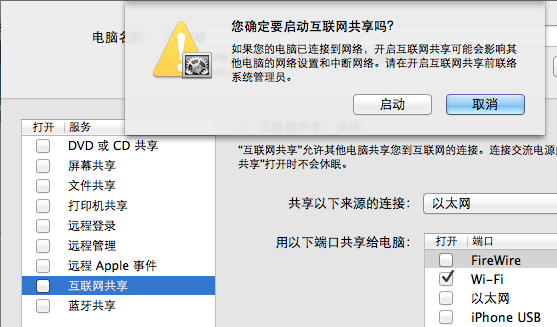 您确定要启动互联网共享吗？
如果您的电脑已连接到网络，开启互联网共享可能会影响其
他电脑的网络设置和中断网络。请在开启互联网共享前联络
系统管理员。
启动
取消
电脑名称
打开 服务
DVD 或 CD 共享
屏幕共享
文件共享
打印机共享
远程登录
远程管理
远程 Apple 事件
互联网共享
蓝牙共享
互联网共享：关闭
“互联网共享”允许其他电脑共享您到互联网的连接。连接交流电源
共享”打开时不会休眠。
共享以下来源的连接：
以太网
用以下端口共享给电脑：
打开 端口
FireWire
Wi-Fi
以太网
iPhone USB